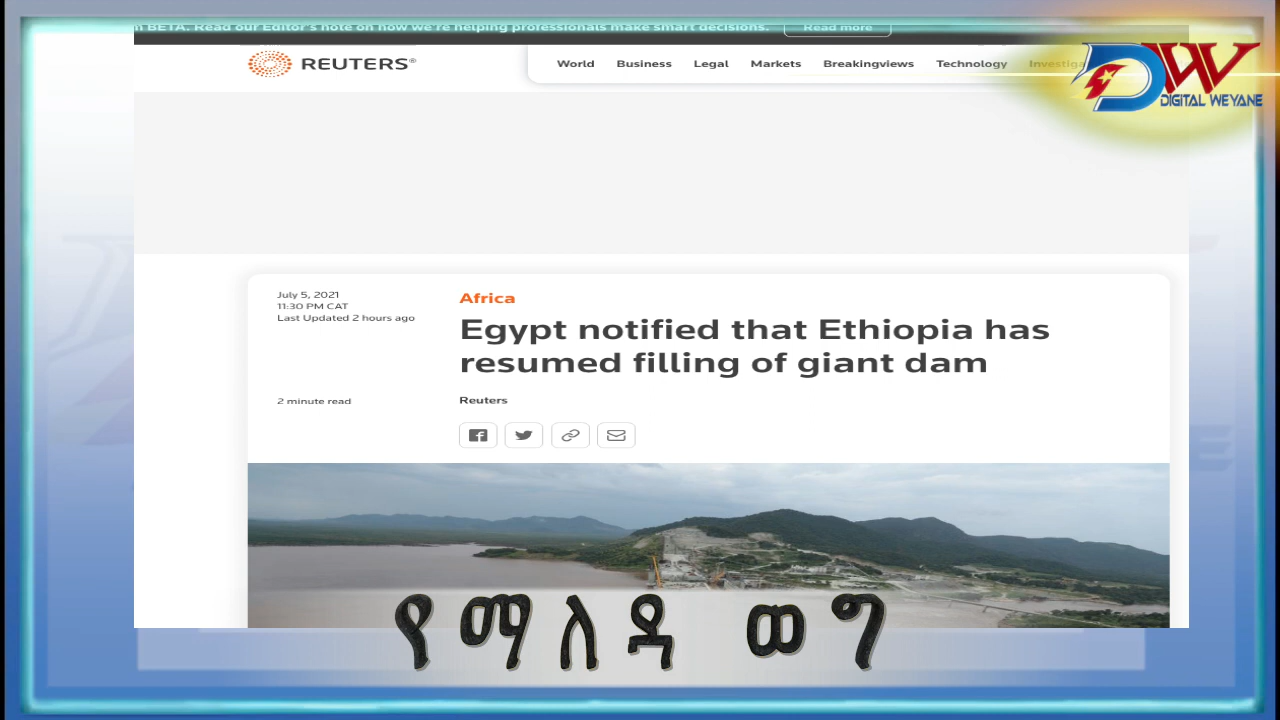 BETA. Read our Editor's note on how we're helping professionals make smart decisions. Read more
REUTERS®
World Business Legal Markets Breakingviews Technology
DW
DIGITAL WEYANE
July 5, 2021
11:30 PM CAT
Last Updated 2 hours ago
Africa
Egypt notified that Ethiopia has
resumed filling of giant dam
2 minute read
Reuters
የማለዳ ወግ